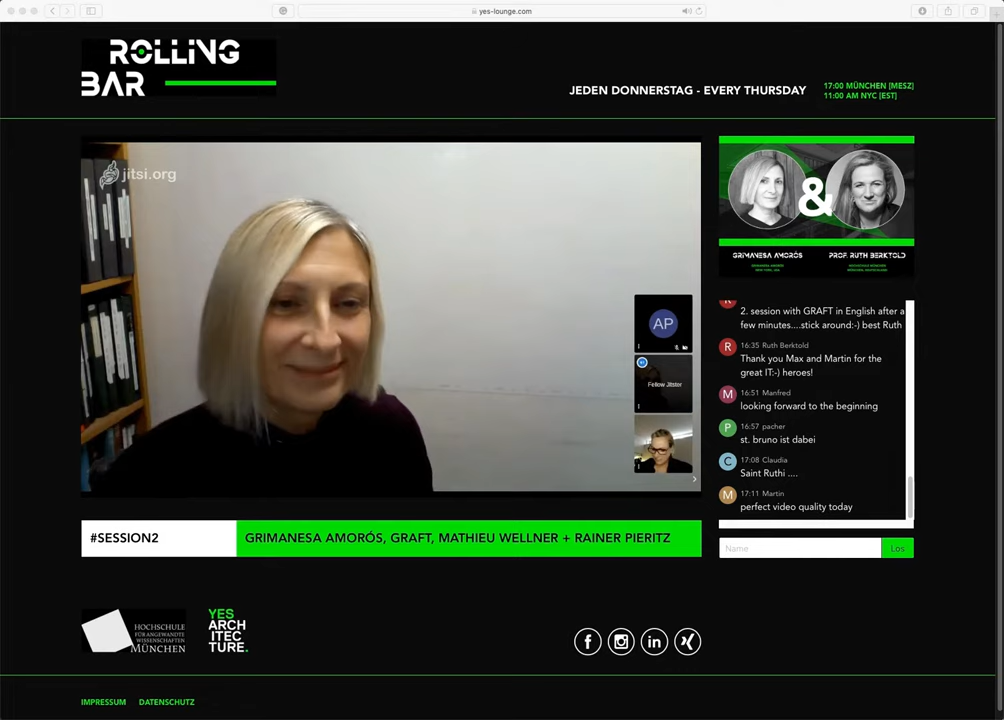 yes-lounge.com
ROLLING
BAR
JEDEN DONNERSTAG - EVERY THURSDAY
17:00 MÜNCHEN [MESZ]
11:00 AM NYC [EST]
jitsi.org
AP
Fellow Jitster
&
GRIMANESA AMORÓS
PROF. RUTH BERKTOLD
R
2. session with GRAFT in English after a
few minutes....stick around:-) best Ruth
R 16:35 Ruth Berktold
Thank you Max and Martin for the
great IT:-) heroes!
M 16:51 Manfred
looking forward to the beginning
P 16:57 pacher
st. bruno ist dabei
C 17:08 Claudia
Saint Ruthi ....
M 17:11 Martin
perfect video quality today
Name
Los
#SESSION2
GRIMANESA AMORÓS, GRAFT, MATHIEU WELLNER + RAINER PIERITZ
HOCHSCHULE
FÜR ANGEWANDTE
WISSENSCHAFTEN
MÜNCHEN
YES
ARCH
ITEC
TURE.
f
in
IMPRESSUM
DATENSCHUTZ